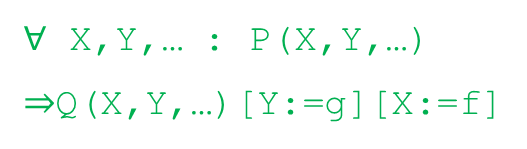 ∀ X,Y,… : P(X,Y,…)
⇒Q(X,Y,…)[Y:=g][X:=f]